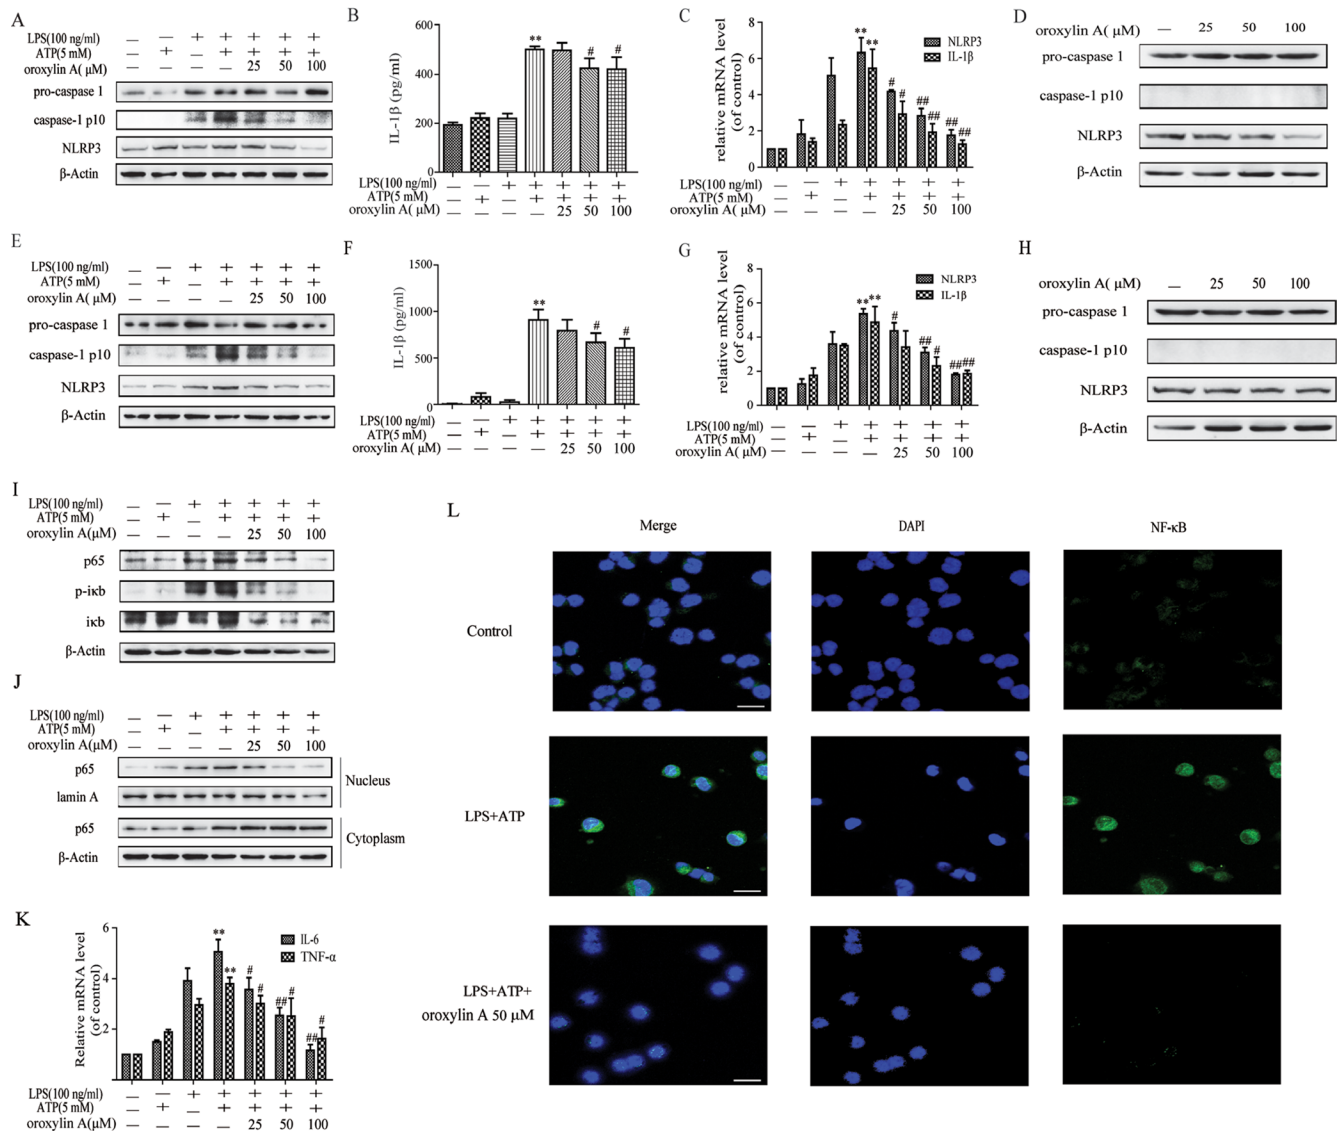 A
LPS(100 ng/ml) — — + + + + +
ATP(5 mM) — + — + + + +
oroxylin A( μM) — — — — 25 50 100
pro-caspase 1
caspase-1 p10
NLRP3
β-Actin
B
600
400
200
0
IL-1β (pg/ml)
** # #
LPS(100 ng/ml) — — + + + + +
ATP(5 mM) — + — + + + +
oroxylin A( μM) — — — — 25 50 100
C
8
6
4
2
0
relative mRNA level
(of control)
NLRP3
IL-1β
** ** # # ## ## ## ##
LPS(100 ng/ml) — — + + + + +
ATP(5 mM) — + — + + + +
oroxylin A( μM) — — — — 25 50 100
D
oroxylin A( μM) — 25 50 100
pro-caspase 1
caspase-1 p10
NLRP3
β-Actin
E
LPS(100 ng/ml) — — + + + + +
ATP(5 mM) — + — + + + +
oroxylin A( μM) — — — — 25 50 100
pro-caspase 1
caspase-1 p10
NLRP3
β-Actin
F
1500
1000
500
0
IL-1β (pg/ml)
** # #
LPS(100 ng/ml) — — + + + + +
ATP(5 mM) — + — + + + +
oroxylin A( μM) — — — — 25 50 100
G
8
6
4
2
0
relative mRNA level
(of control)
NLRP3
IL-1β
** ** # ## # ## ##
LPS(100 ng/ml) — — + + + + +
ATP(5 mM) — + — + + + +
oroxylin A( μM) — — — — 25 50 100
H
oroxylin A( μM) — 25 50 100
pro-caspase 1
caspase-1 p10
NLRP3
β-Actin
I
LPS(100 ng/ml) — — + + + + +
ATP(5 mM) — + — + + + +
oroxylin A(μM) — — — — 25 50 100
p65
p-iκb
iκb
β-Actin
J
LPS(100 ng/ml) — — + + + + +
ATP(5 mM) — + — + + + +
oroxylin A(μM) — — — — 25 50 100
p65
lamin A
Nucleus
p65
β-Actin
Cytoplasm
K
6
4
2
Relative mRNA level
(of control)
IL-6
TNF-α
** ** # # ## # ## #
LPS(100 ng/ml) — — + + + + +
ATP(5 mM) — + — + + + +
oroxylin A(μM) — — — — 25 50 100
L
Merge DAPI NF-κB
Control
LPS+ATP
LPS+ATP+
oroxylin A 50 μM